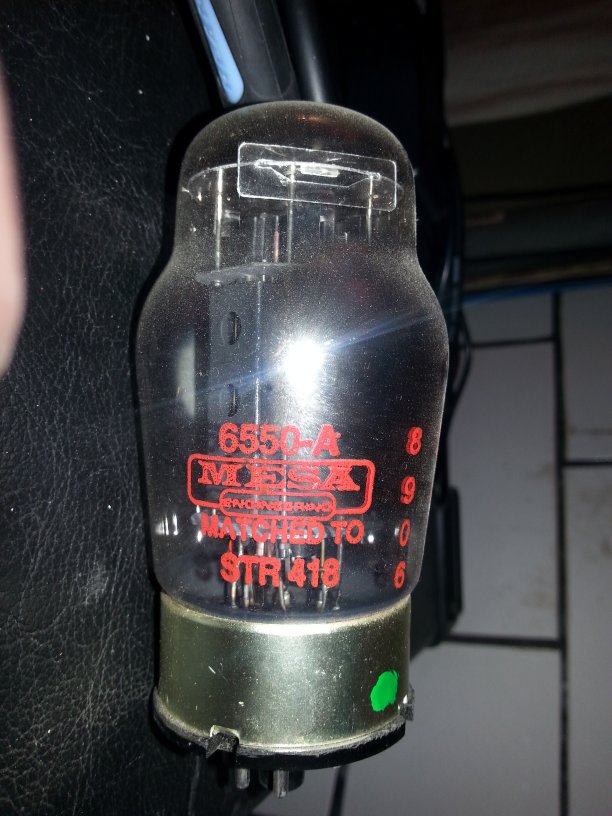 6550-A
MESA
ENGINEERING
MATCHED TO
STR 418
8
9
0
6